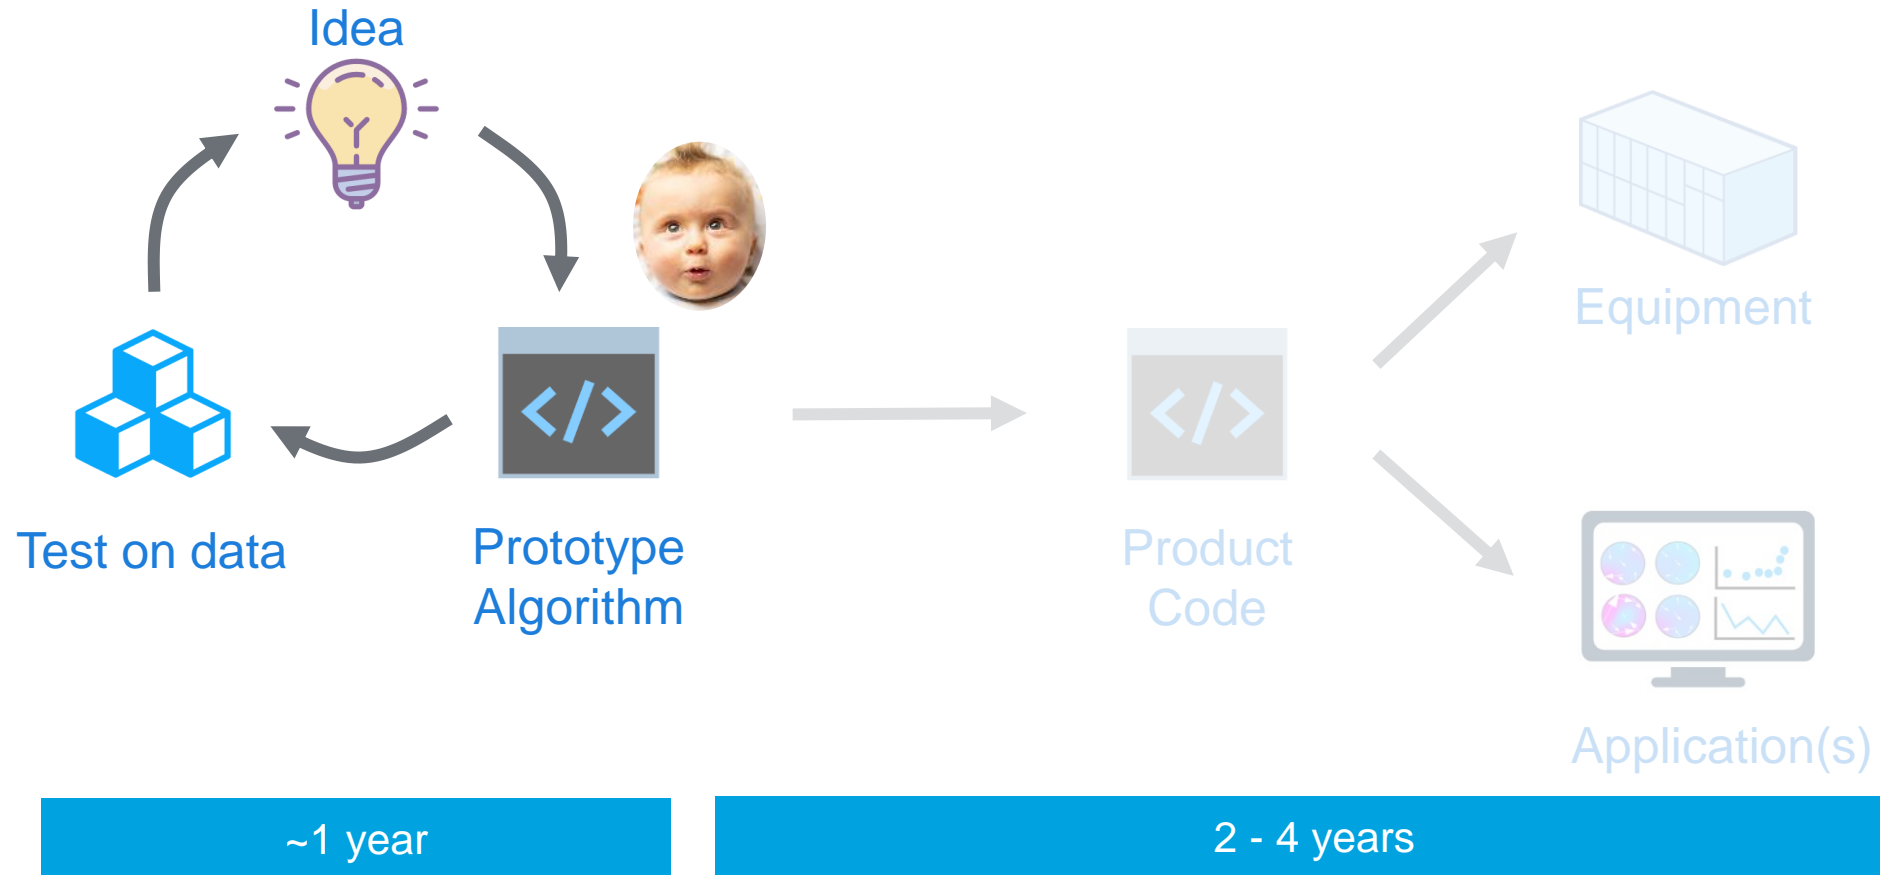 Idea
</>
</>
Equipment
Test on data
Prototype
Algorithm
Product
Code
Application(s)
~1 year
2 - 4 years